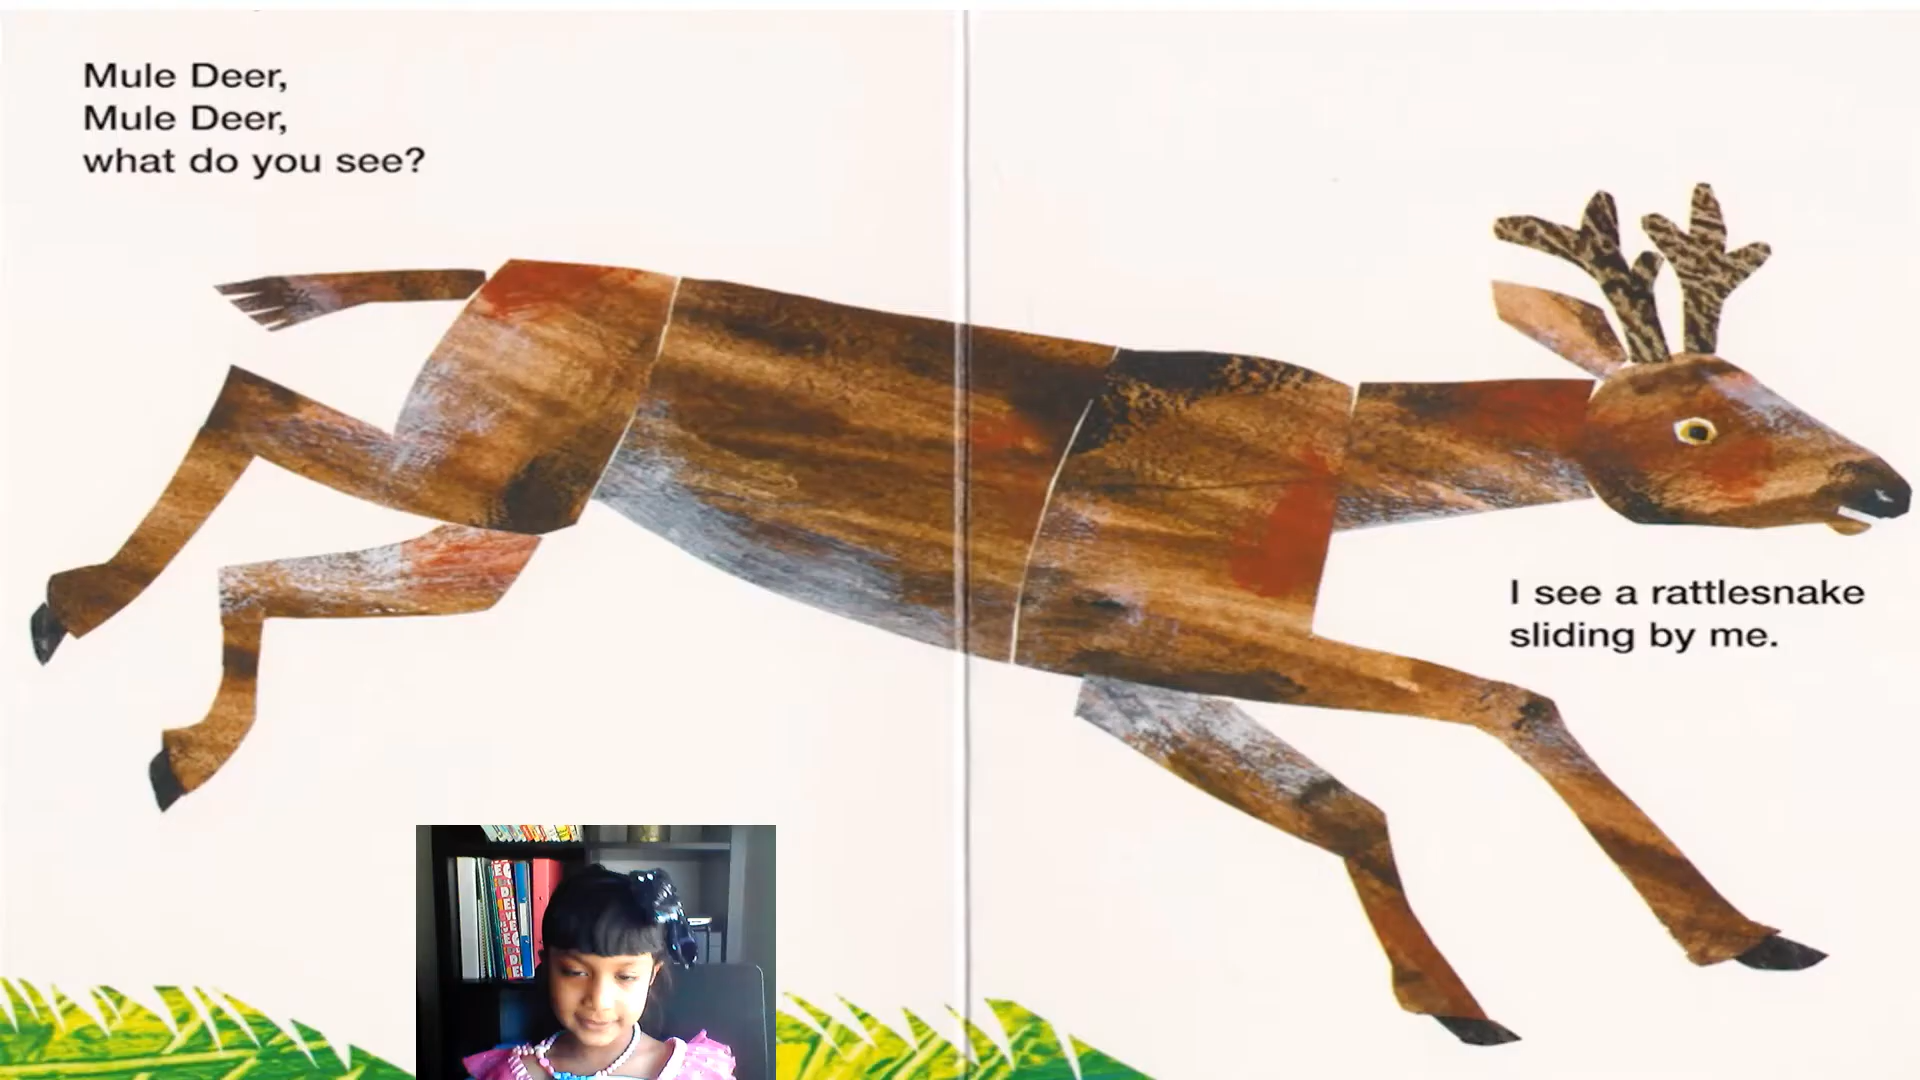 Mule Deer,
Mule Deer,
what do you see?
I see a rattlesnake
sliding by me.